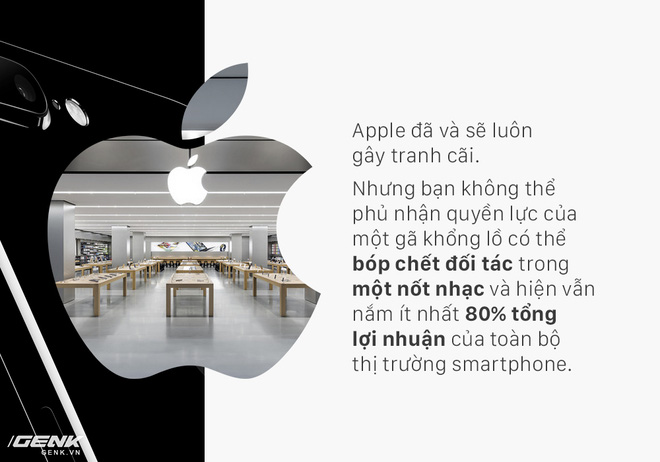 Apple đã và sẽ luôn
gây tranh cãi.
Nhưng bạn không thể
phủ nhận quyền lực của
một gã khổng lồ có thể
bóp chết đối tác trong
một nốt nhạc và hiện vẫn
nắm ít nhất 80% tổng
lợi nhuận của toàn bộ
thị trường smartphone.
/GENK
GENK.VN